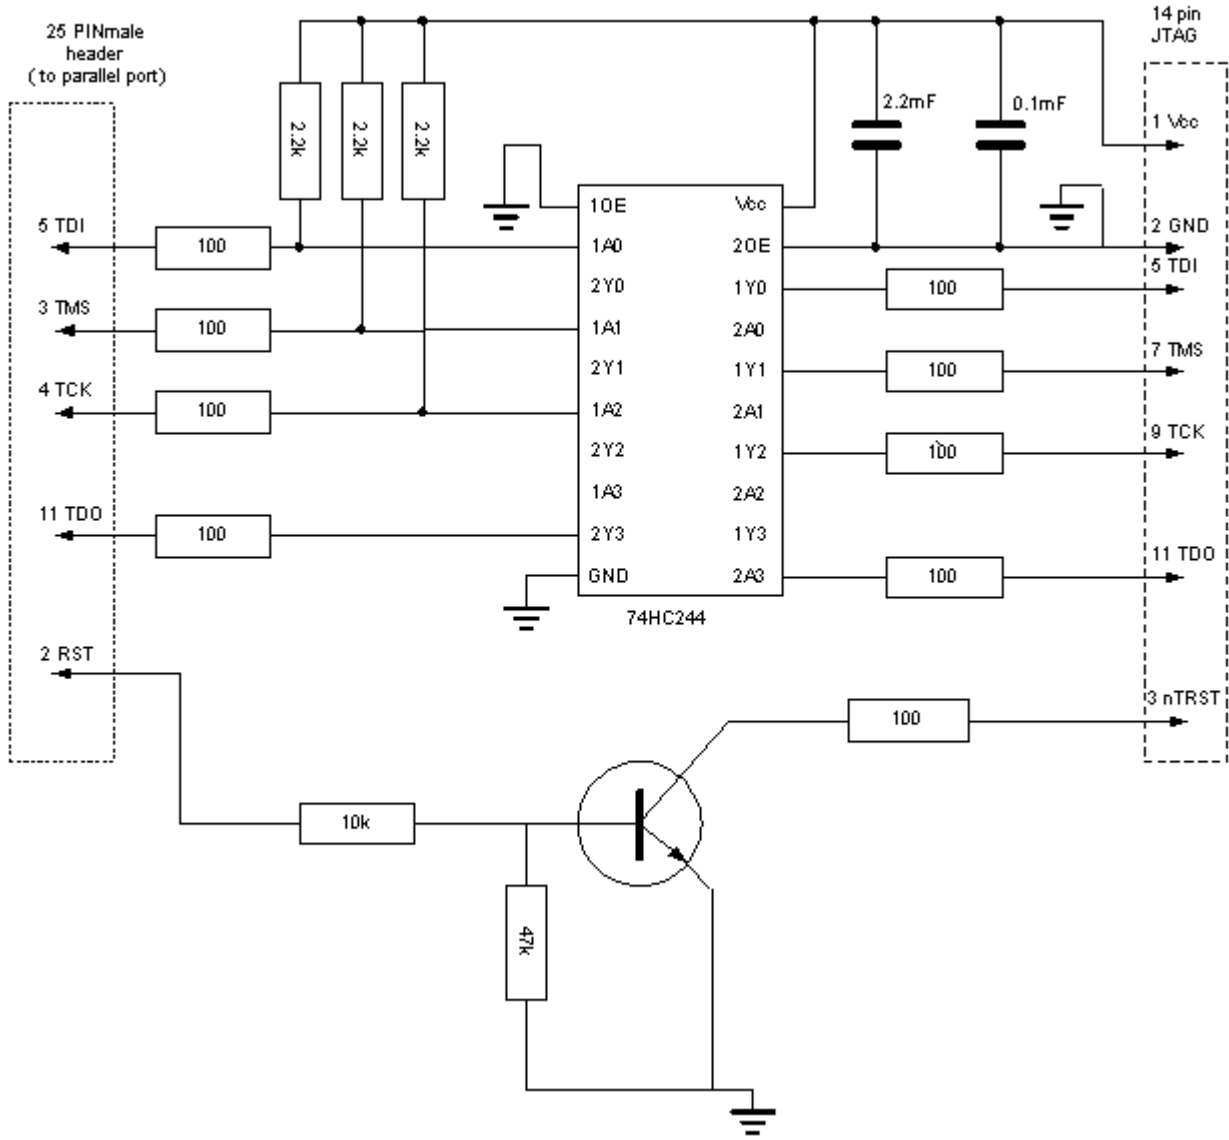 25 PINmale
header
(to parallel port)
14 pin
JTAG
2.2k
2.2k
2.2k
2.2mF
0.1mF
1 Vcc
1OE
Vcc
5 TDI
100
1A0
2OE
2 GND
2Y0
1Y0
100
5 TDI
3 TMS
100
1A1
2A0
2Y1
1Y1
100
7 TMS
4 TCK
100
1A2
2A1
2Y2
1Y2
100
9 TCK
1A3
2A2
11 TDO
100
2Y3
1Y3
11 TDO
GND
2A3
100
74HC244
2 RST
100
3 nTRST
10k
47k